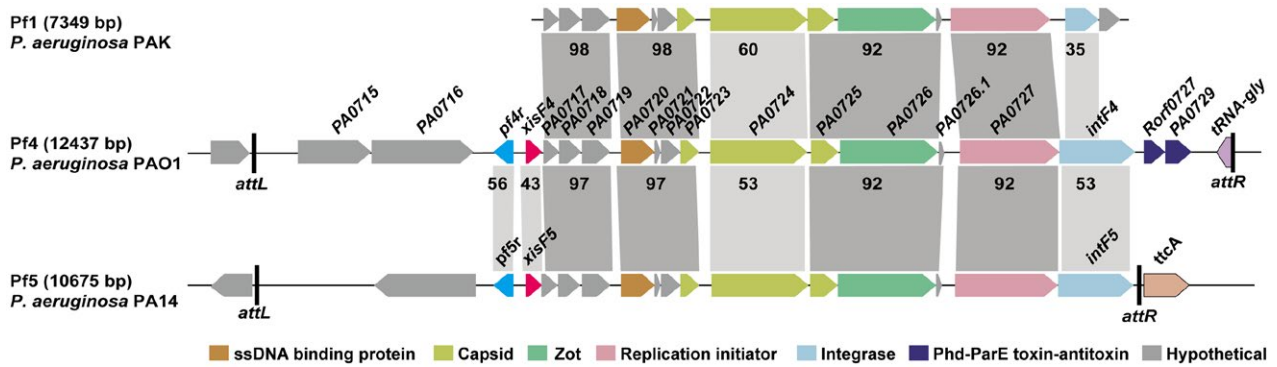 Pf1 (7349 bp)
P. aeruginosa PAK
98 98 60 92 92 35
PA0715 PA0716 pf4r xisF4 PA0717 PA0718 PA0719 PA0720 PA0721 PA0722 PA0723 PA0724 PA0725 PA0726 PA0726.1 PA0727 intF4 Rorf0727 PA0729 tRNA-gly
Pf4 (12437 bp)
P. aeruginosa PAO1
attL attR
56 43 97 97 53 92 92 53
pf5r xisF5 intF5 ttcA
Pf5 (10675 bp)
P. aeruginosa PA14
attL attR
ssDNA binding protein Capsid Zot Replication initiator Integrase Phd-ParE toxin-antitoxin Hypothetical